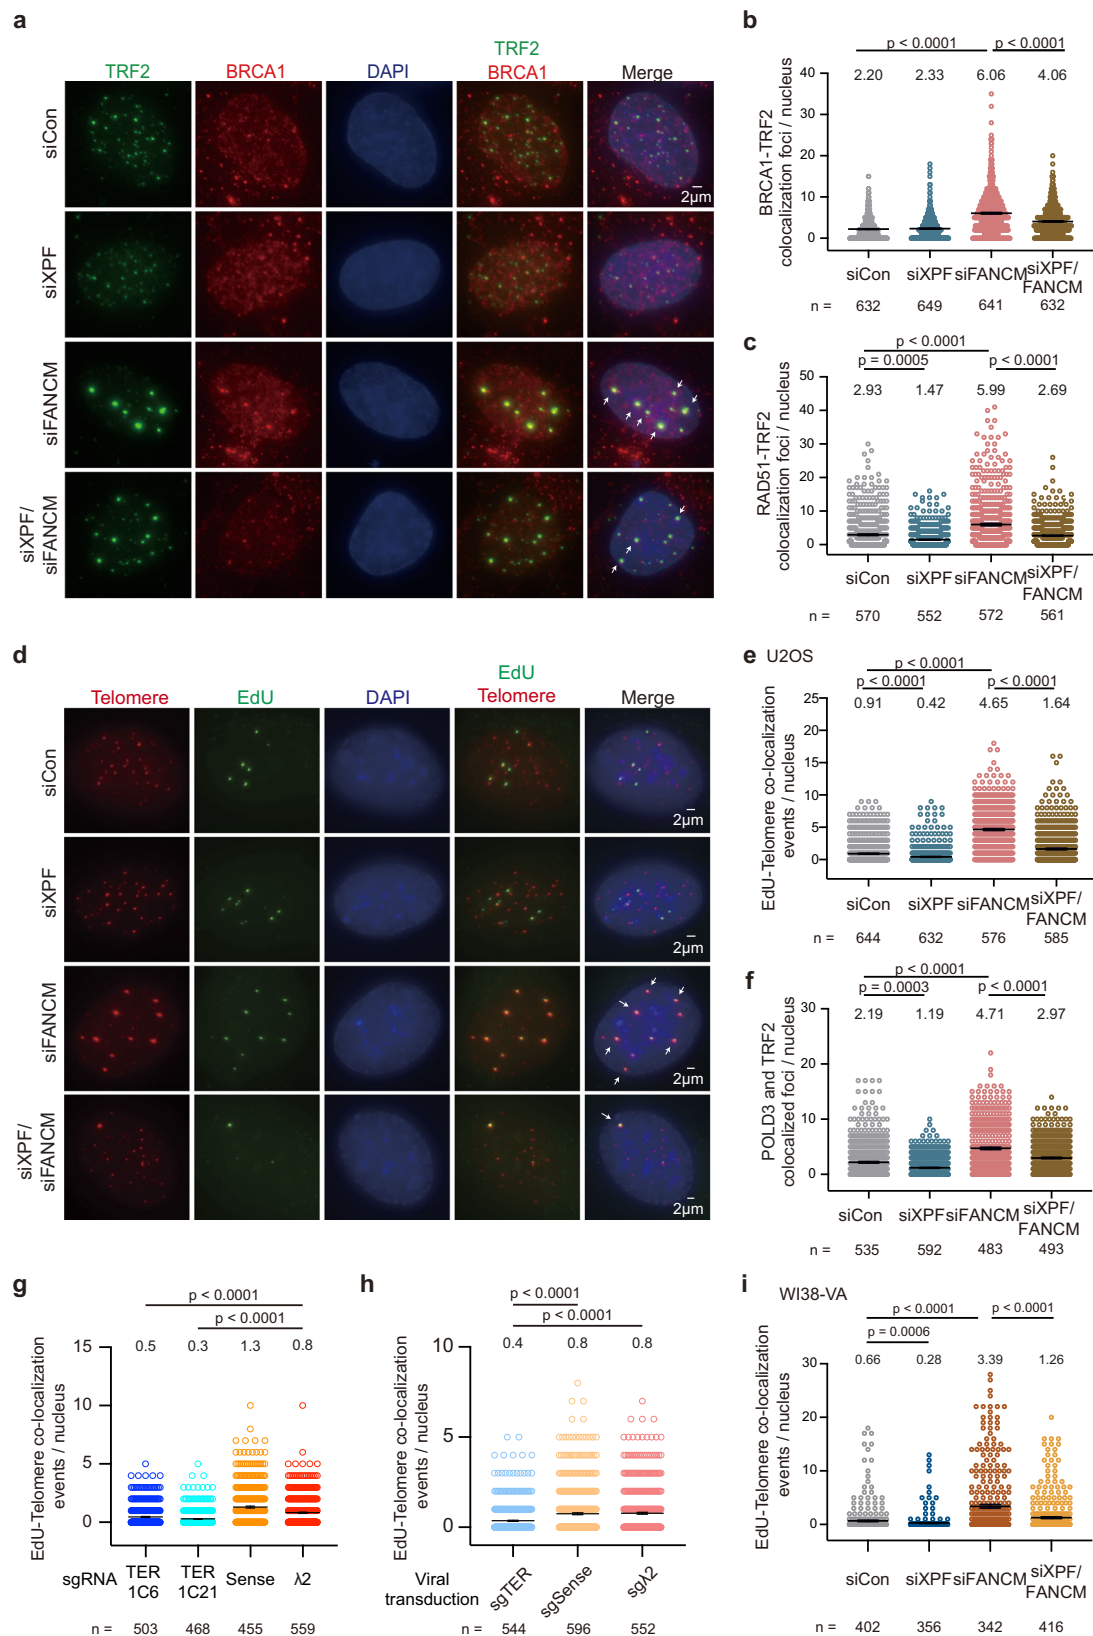 a
TRF2 BRCA1 DAPI TRF2 BRCA1 Merge
siCon
2µm
siXPF
siFANCM
siXPF/ siFANCM
b
p < 0.0001 p < 0.0001
2.20 2.33 6.06 4.06
BRCA1-TRF2 colocalization foci / nucleus
40
30
20
10
0
siCon siXPF siFANCM siXPF/ FANCM
n = 632 649 641 632
c
p < 0.0001
p = 0.0005 p < 0.0001
2.93 1.47 5.99 2.69
RAD51-TRF2 colocalization foci / nucleus
50
40
30
20
10
0
siCon siXPF siFANCM siXPF/ FANCM
n = 570 552 572 561
d
Telomere EdU DAPI EdU Telomere Merge
siCon
2µm
siXPF
2µm
siFANCM
2µm
siXPF/ siFANCM
2µm
e U2OS
p < 0.0001
p < 0.0001 p < 0.0001
0.91 0.42 4.65 1.64
EdU-Telomere co-localization events / nucleus
25
20
15
10
5
0
siCon siXPF siFANCM siXPF/ FANCM
n = 644 632 576 585
f
p < 0.0001
p = 0.0003 p < 0.0001
2.19 1.19 4.71 2.97
POLD3 and TRF2 colocalized foci / nucleus
30
20
10
0
siCon siXPF siFANCM siXPF/ FANCM
n = 535 592 483 493
g
p < 0.0001
p < 0.0001
0.5 0.3 1.3 0.8
EdU-Telomere co-localization events / nucleus
15
10
5
0
sgRNA TER 1C6 TER 1C21 Sense λ2
n = 503 468 455 559
h
p < 0.0001
p < 0.0001
0.4 0.8 0.8
EdU-Telomere co-localization events / nucleus
10
5
0
Viral transduction sgTER sgSense sgλ2
n = 544 596 552
i WI38-VA
p < 0.0001 p < 0.0001
p = 0.0006
0.66 0.28 3.39 1.26
EdU-Telomere co-localization events / nucleus
30
20
10
0
siCon siXPF siFANCM siXPF/ FANCM
n = 402 356 342 416